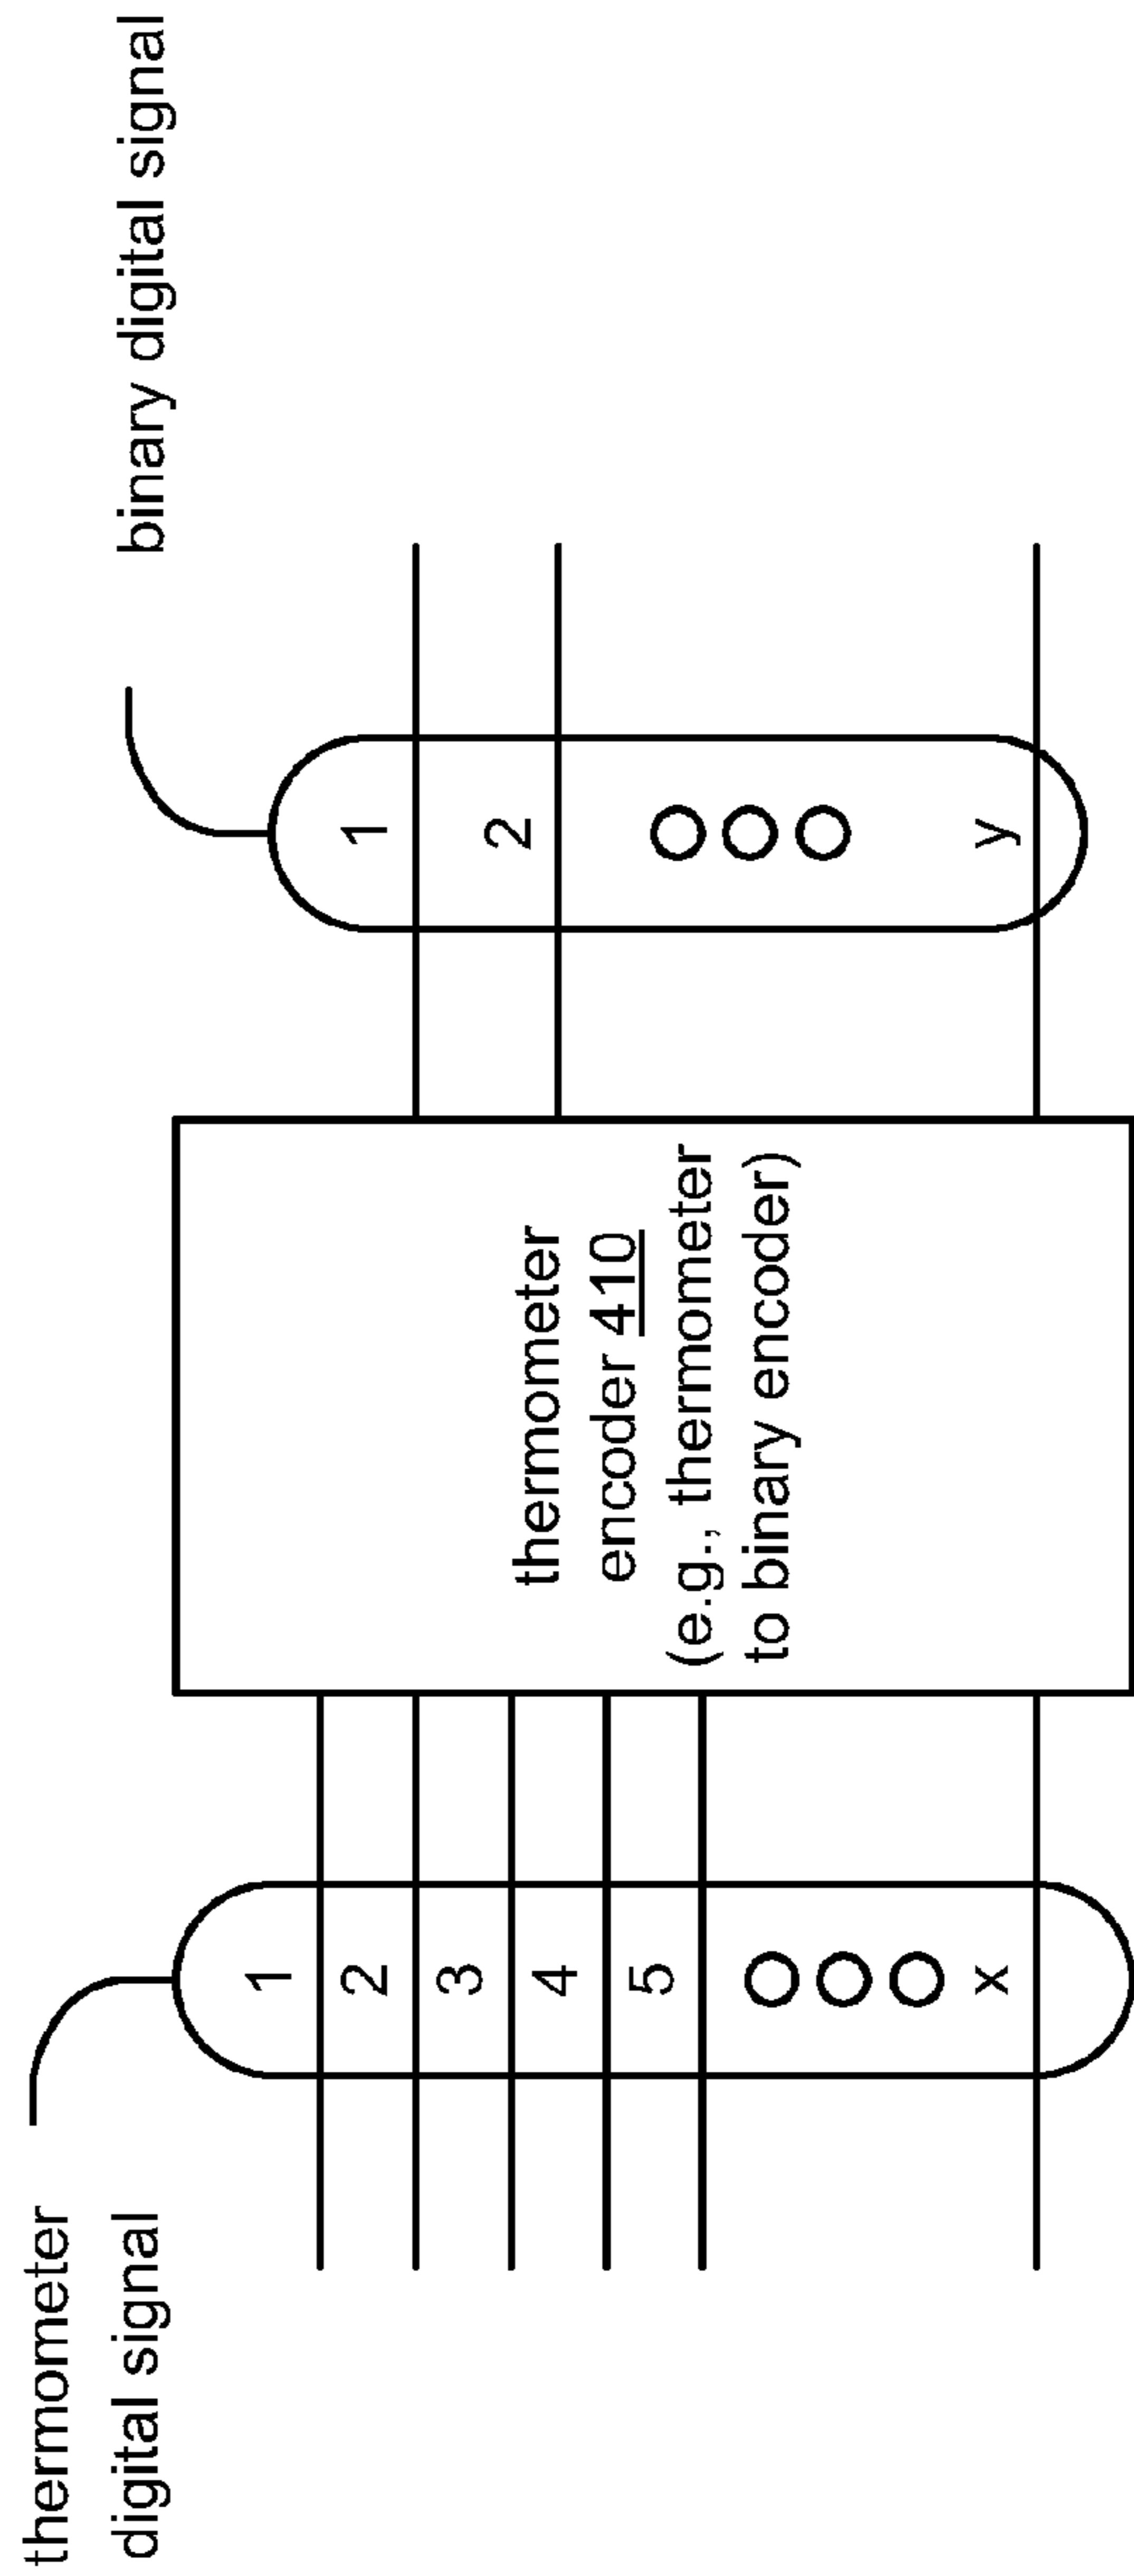 thermometer
digital signal
1
2
3
4
5
x
thermometer
encoder 410
(e.g., thermometer
to binary encoder)
binary digital signal
1
2
y